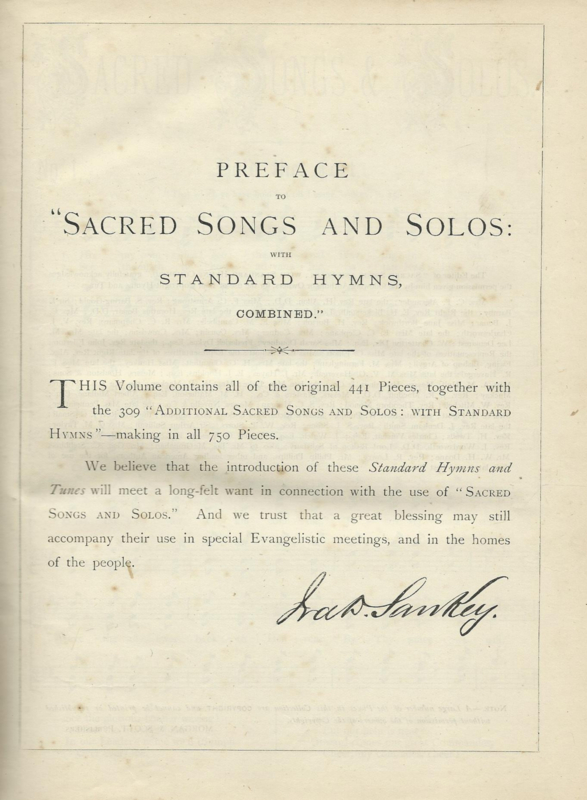 PREFACE
TO
“SACRED SONGS AND SOLOS:
WITH
STANDARD HYMNS,
COMBINED.”
THIS Volume contains all of the original 441 Pieces, together with
the 309 “ADDITIONAL SACRED SONGS AND SOLOS: WITH STANDARD
HYMNS”—making in all 750 Pieces.
We believe that the introduction of these Standard Hymns and
Tunes will meet a long-felt want in connection with the use of “SACRED
SONGS AND SOLOS.” And we trust that a great blessing may still
accompany their use in special Evangelistic meetings, and in the homes
of the people.
Ira D. Sankey.